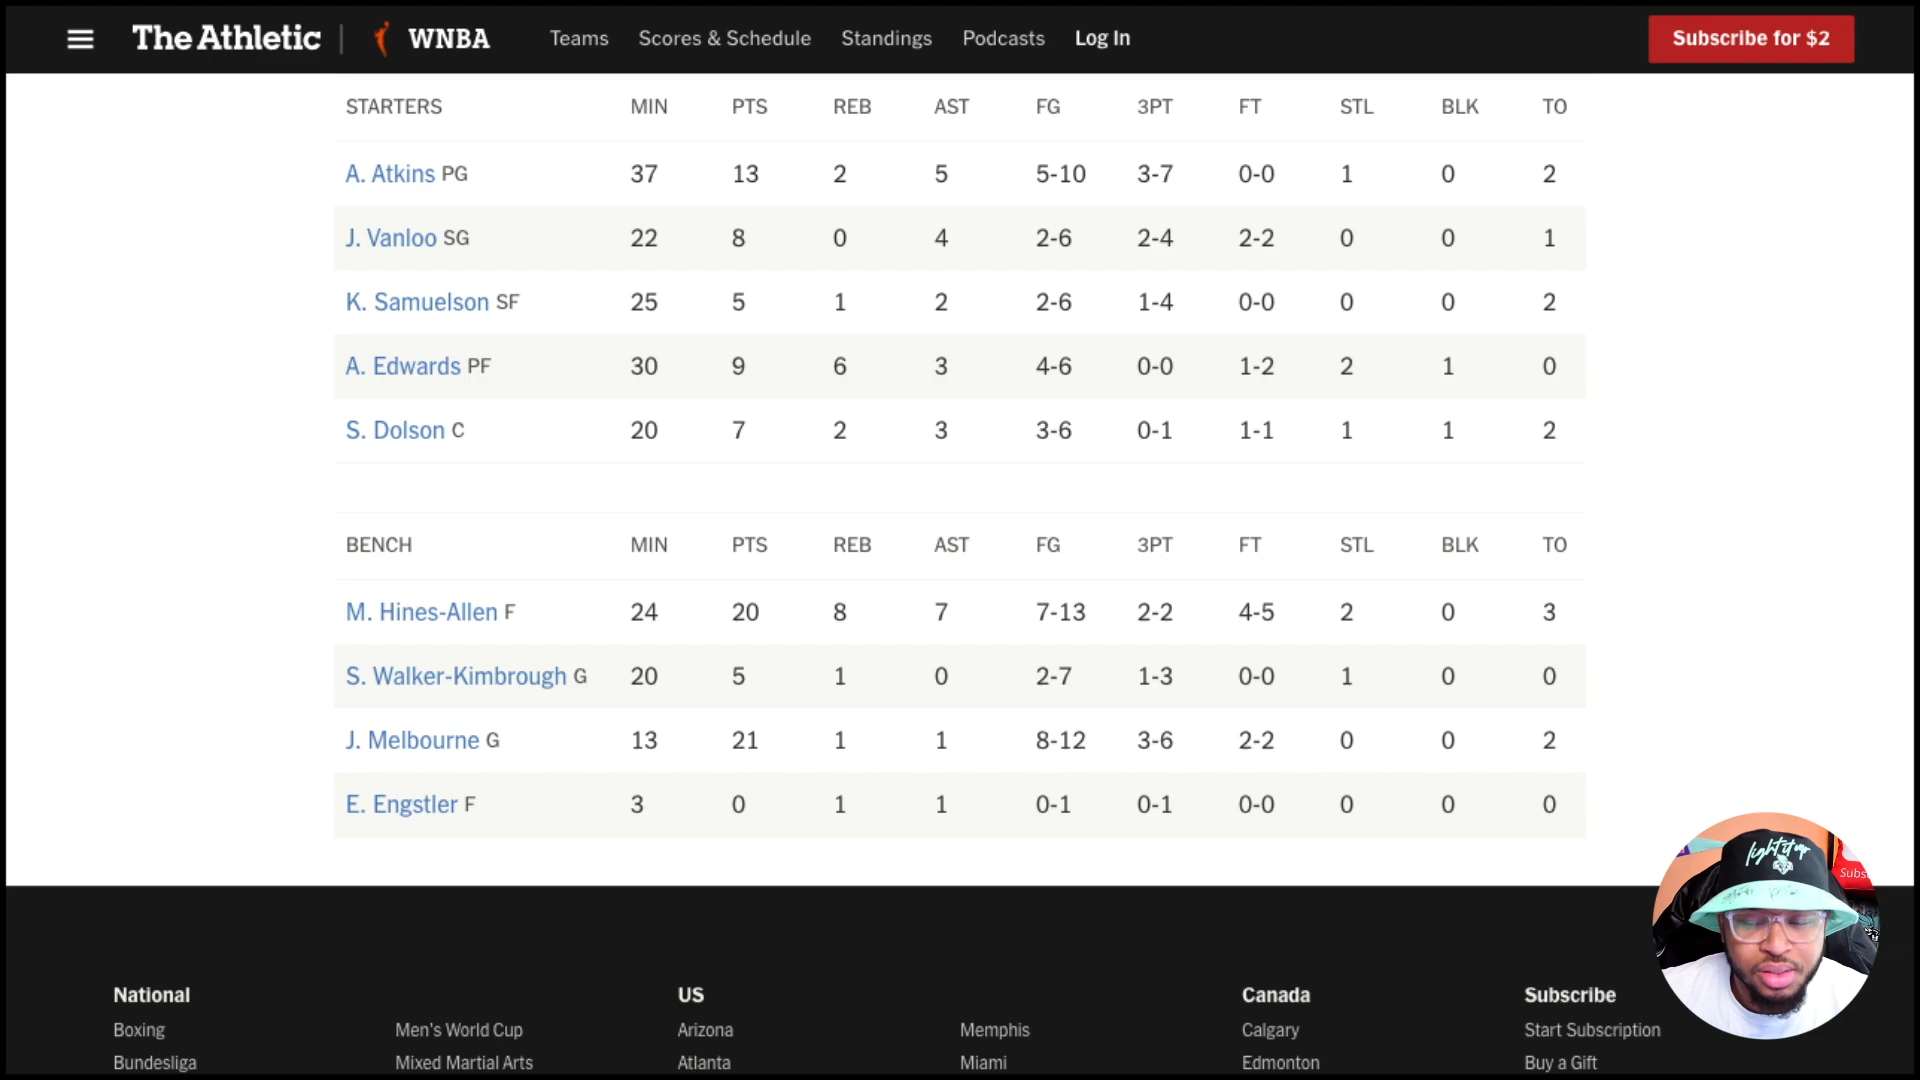 The Athletic | WNBA Teams Scores & Schedule Standings Podcasts Log In Subscribe for $2
STARTERS MIN PTS REB AST FG 3PT FT STL BLK TO
A. Atkins PG 37 13 2 5 5-10 3-7 0-0 1 0 2
J. Vanloo SG 22 8 0 4 2-6 2-4 2-2 0 0 1
K. Samuelson SF 25 5 1 2 2-6 1-4 0-0 0 0 2
A. Edwards PF 30 9 6 3 4-6 0-0 1-2 2 1 0
S. Dolson C 20 7 2 3 3-6 0-1 1-1 1 1 2
BENCH MIN PTS REB AST FG 3PT FT STL BLK TO
M. Hines-Allen F 24 20 8 7 7-13 2-2 4-5 2 0 3
S. Walker-Kimbrough G 20 5 1 0 2-7 1-3 0-0 1 0 0
J. Melbourne G 13 21 1 1 8-12 3-6 2-2 0 0 2
E. Engstler F 3 0 1 1 0-1 0-1 0-0 0 0 0
light it up
Subs
National US Canada Subscribe
Boxing Men's World Cup Arizona Memphis Calgary Start Subscription
Bundesliga Mixed Martial Arts Atlanta Miami Edmonton Buy a Gift